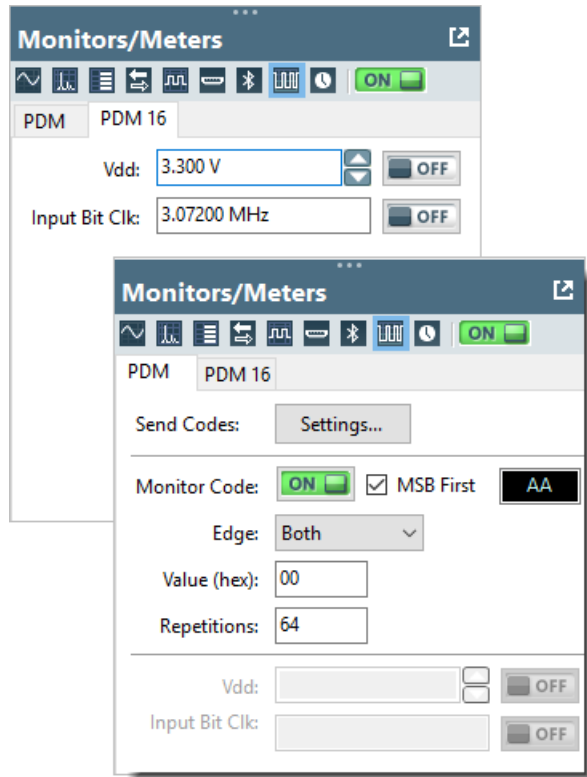 Monitors/Meters
ON
PDM PDM 16
Vdd: 3.300 V OFF
Input Bit Clk: 3.07200 MHz OFF
Monitors/Meters
ON
PDM PDM 16
Send Codes: Settings...
Monitor Code: ON MSB First AA
Edge: Both
Value (hex): 00
Repetitions: 64
Vdd: OFF
Input Bit Clk: OFF